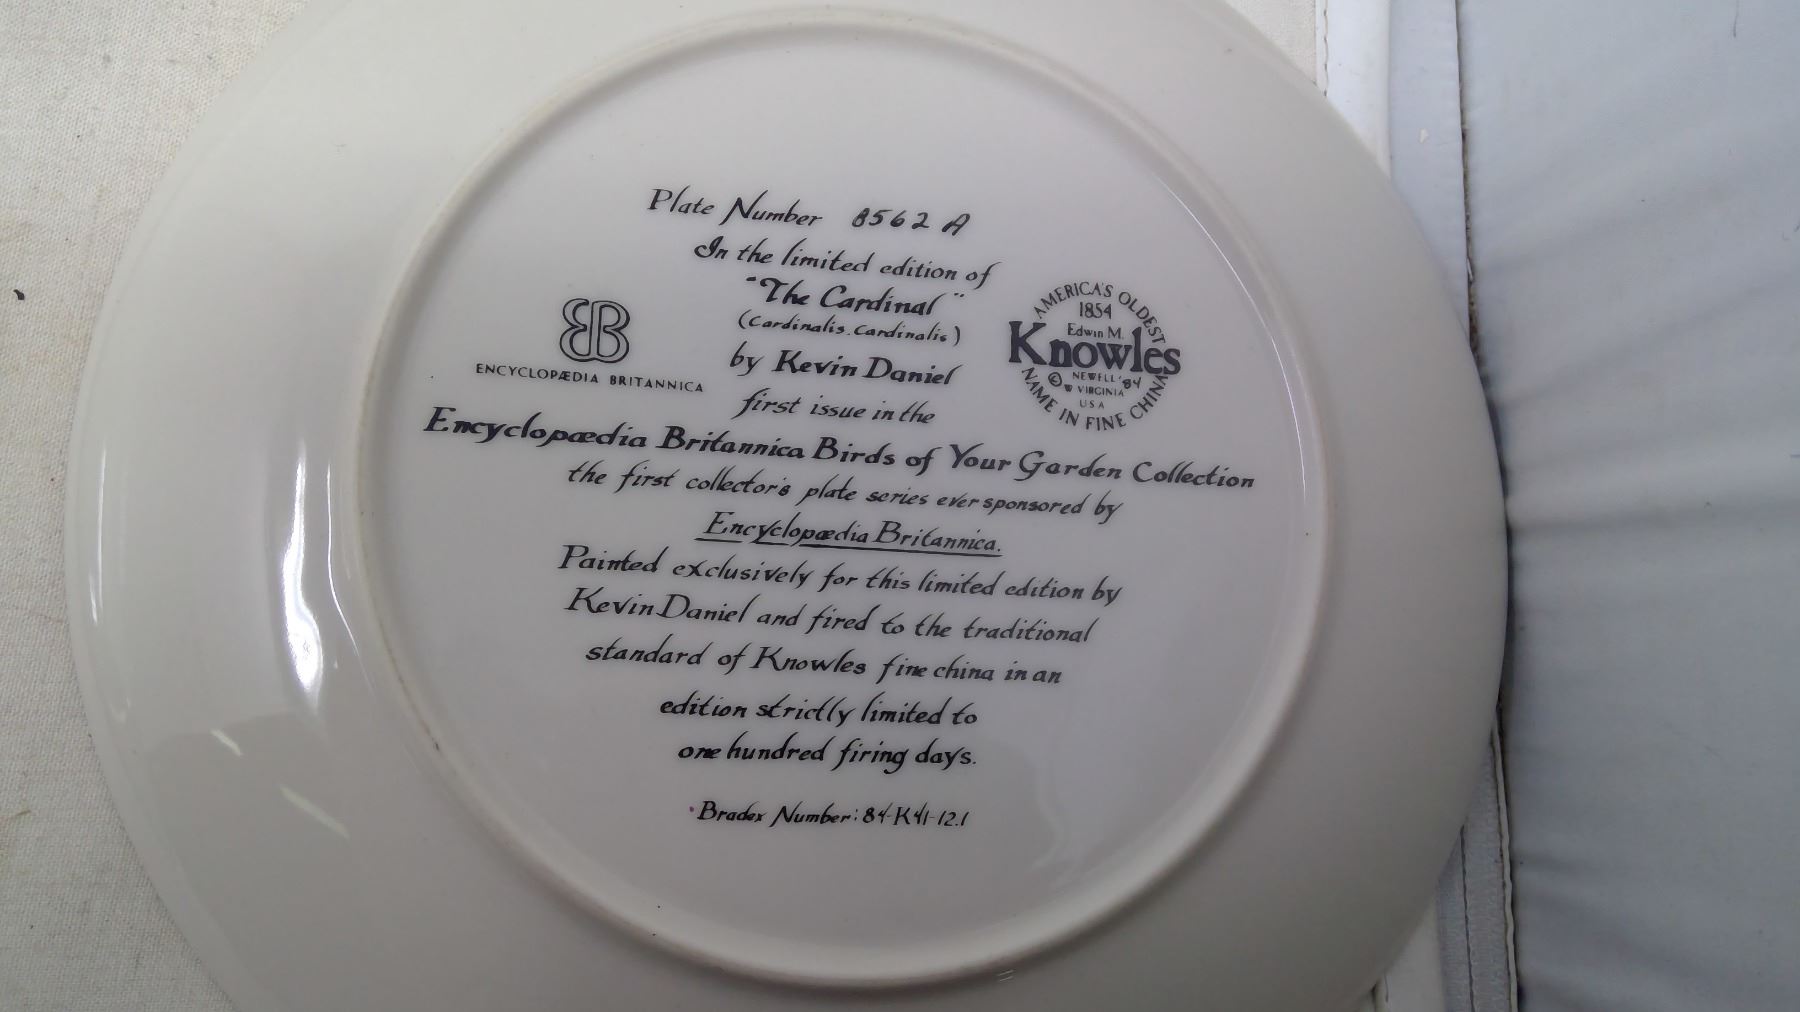 Plate Number 8562 A
In the limited edition of
"The Cardinal"
(Cardinalis.Cardinalis)
by Kevin Daniel
first issue in the
Encyclopædia Britannica Birds of Your Garden Collection
the first collector's plate series ever sponsored by
Encyclopædia Britannica.
Painted exclusively for this limited edition by
Kevin Daniel and fired to the traditional
standard of Knowles fine china in an
edition strictly limited to
one hundred firing days.
Bradex Number: 84-K41-12.1
EB
ENCYCLOPÆDIA BRITANNICA
AMERICA'S OLDEST
1854
Edwin M.
Knowles
© NEWELL '84
W VIRGINIA
USA
NAME IN FINE CHINA